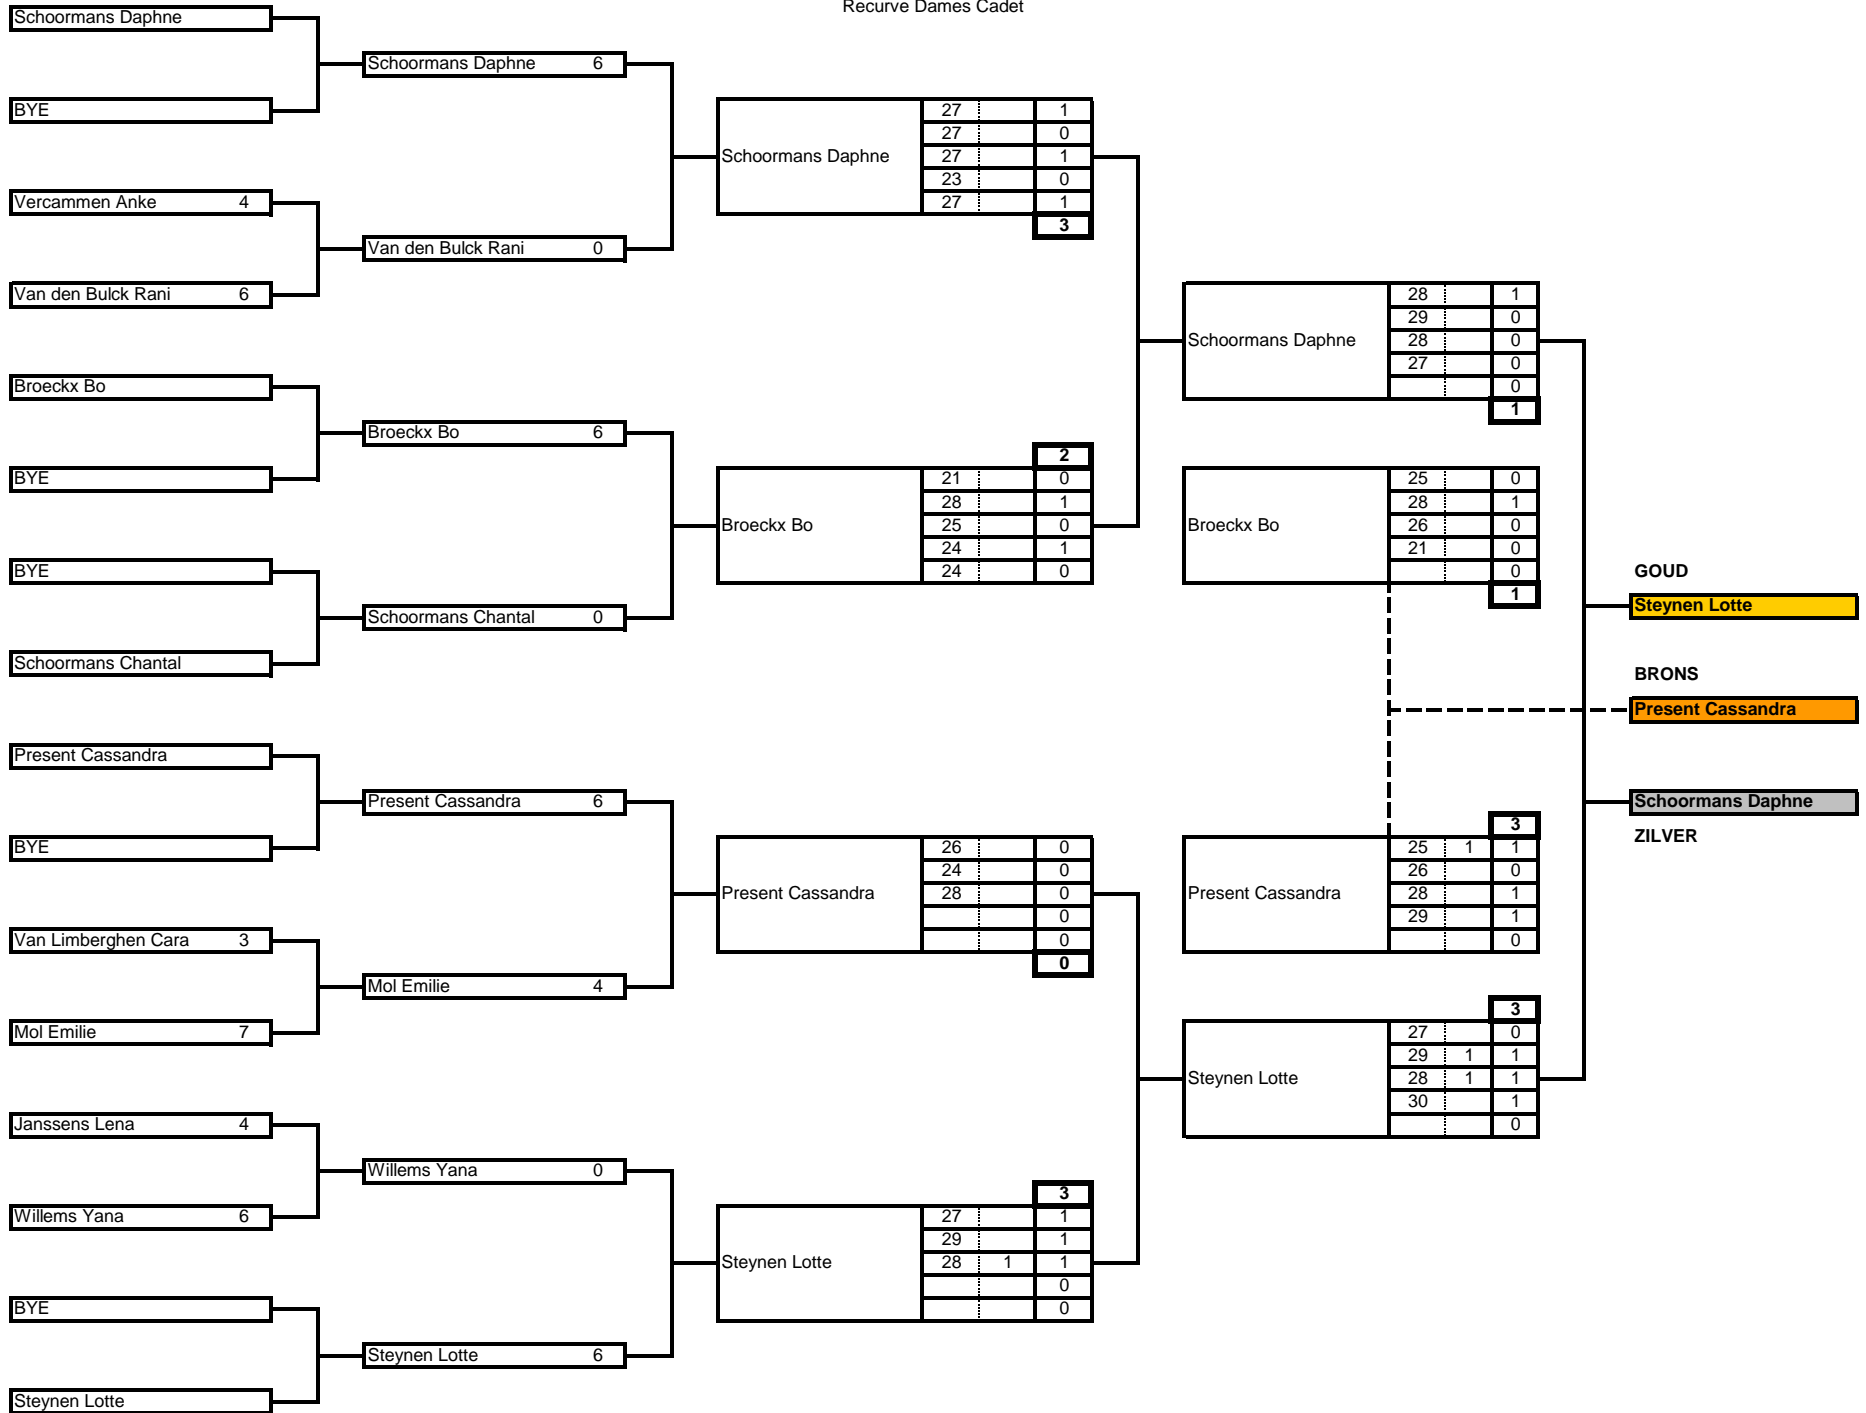 Recurve Dames Cadet
Schoormans Daphne
BYE
Vercammen Anke 4
Van den Bulck Rani 6
Broeckx Bo
BYE
BYE
Schoormans Chantal
Present Cassandra
BYE
Van Limberghen Cara 3
Mol Emilie 7
Janssens Lena 4
Willems Yana 6
BYE
Steynen Lotte
Schoormans Daphne 6
Van den Bulck Rani 0
Broeckx Bo 6
Schoormans Chantal 0
Present Cassandra 6
Mol Emilie 4
Willems Yana 0
Steynen Lotte 6
Schoormans Daphne
27 1
27 0
27 1
23 0
27 1
3
2
Broeckx Bo
21 0
28 1
25 0
24 1
24 0
Present Cassandra
26 0
24 0
28 0
0
0
0
3
Steynen Lotte
27 1
29 1
28 1 1
0
0
Schoormans Daphne
28 1
29 0
28 0
27 0
0
1
Broeckx Bo
25 0
28 1
26 0
21 0
0
1
3
Present Cassandra
25 1 1
26 0
28 1
29 1
0
3
Steynen Lotte
27 0
29 1 1
28 1 1
30 1
0
GOUD
Steynen Lotte
BRONS
Present Cassandra
Schoormans Daphne
ZILVER